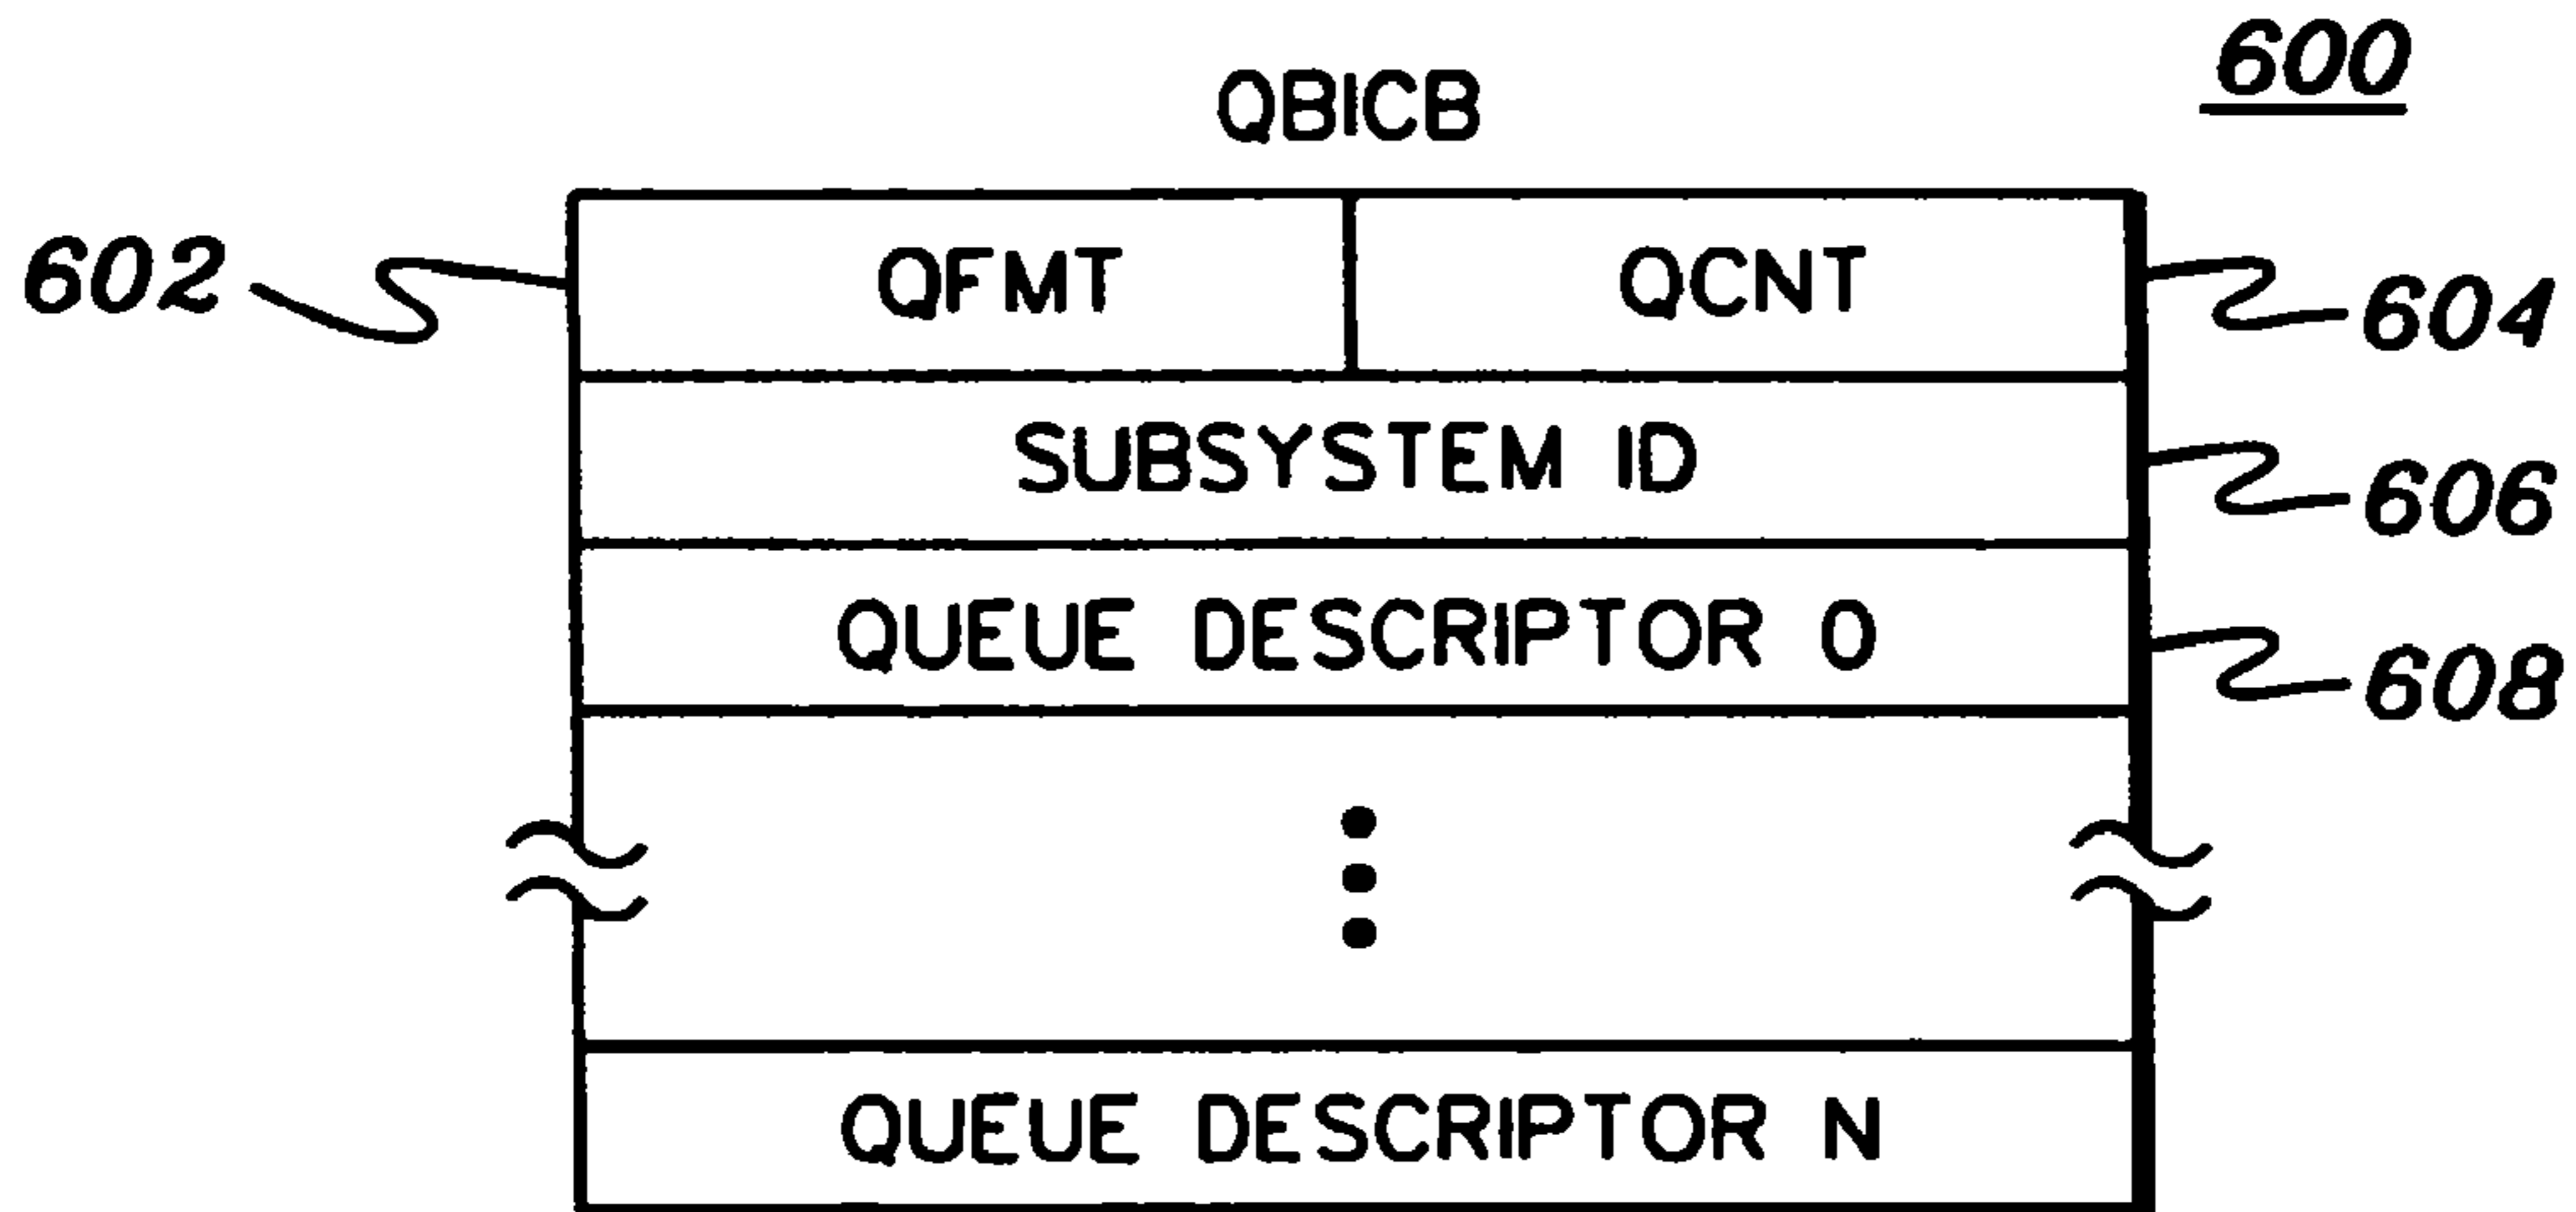 600
QBICB
602 QFMT QCNT 604
SUBSYSTEM ID 606
QUEUE DESCRIPTOR 0 608
QUEUE DESCRIPTOR N